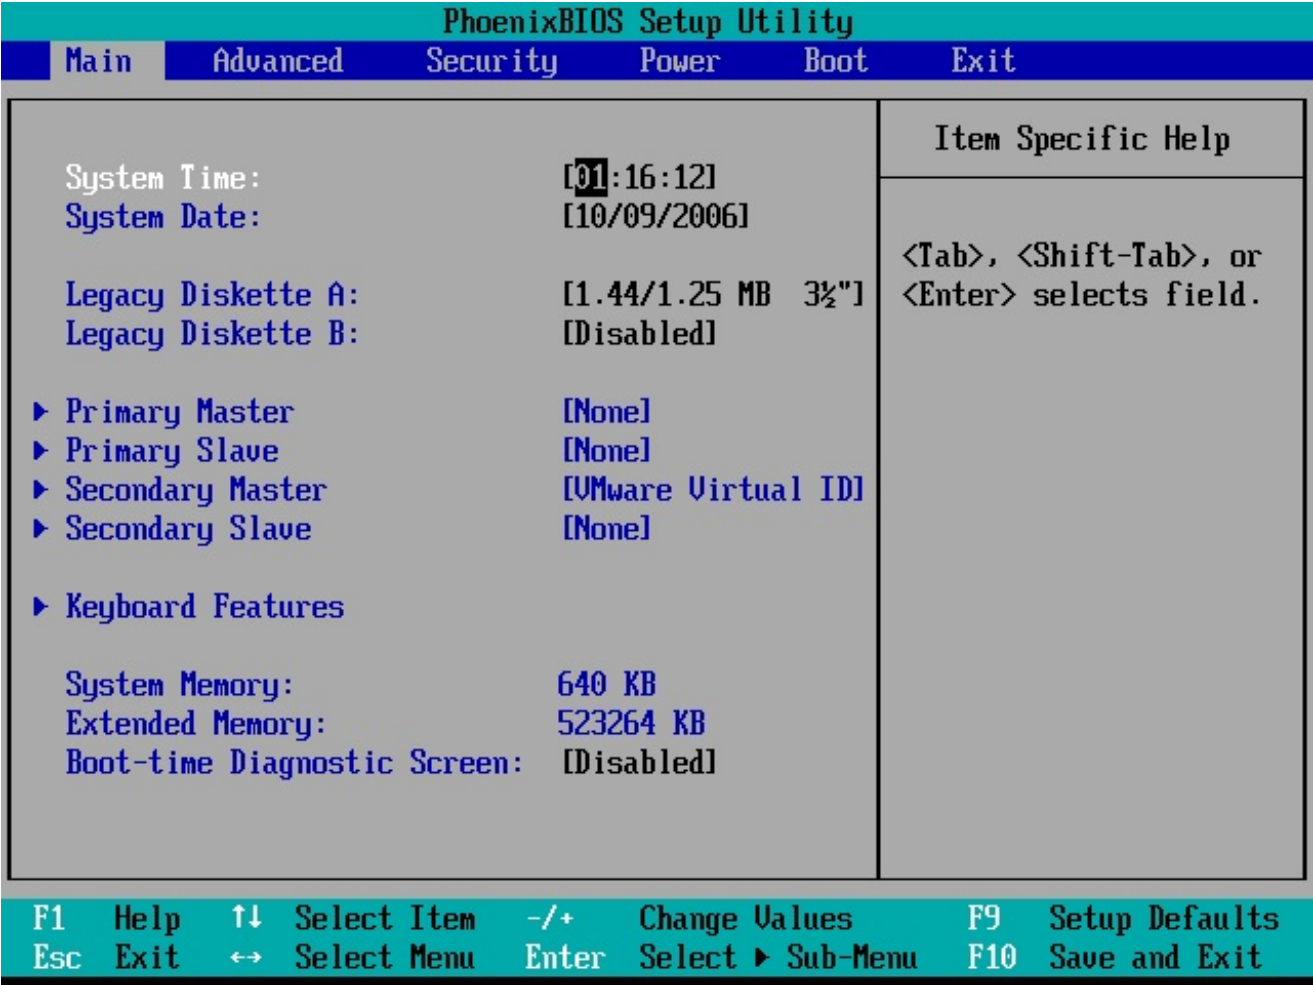 PhoenixBIOS Setup Utility
Main Advanced Security Power Boot Exit
Item Specific Help
System Time: [01:16:12]
System Date: [10/09/2006]
<Tab>, <Shift-Tab>, or
<Enter> selects field.
Legacy Diskette A: [1.44/1.25 MB 3½"]
Legacy Diskette B: [Disabled]
▶ Primary Master [None]
▶ Primary Slave [None]
▶ Secondary Master [VMware Virtual ID]
▶ Secondary Slave [None]
▶ Keyboard Features
System Memory: 640 KB
Extended Memory: 523264 KB
Boot-time Diagnostic Screen: [Disabled]
F1 Help ↑↓ Select Item -/+ Change Values F9 Setup Defaults
Esc Exit ↔ Select Menu Enter Select ▶ Sub-Menu F10 Save and Exit